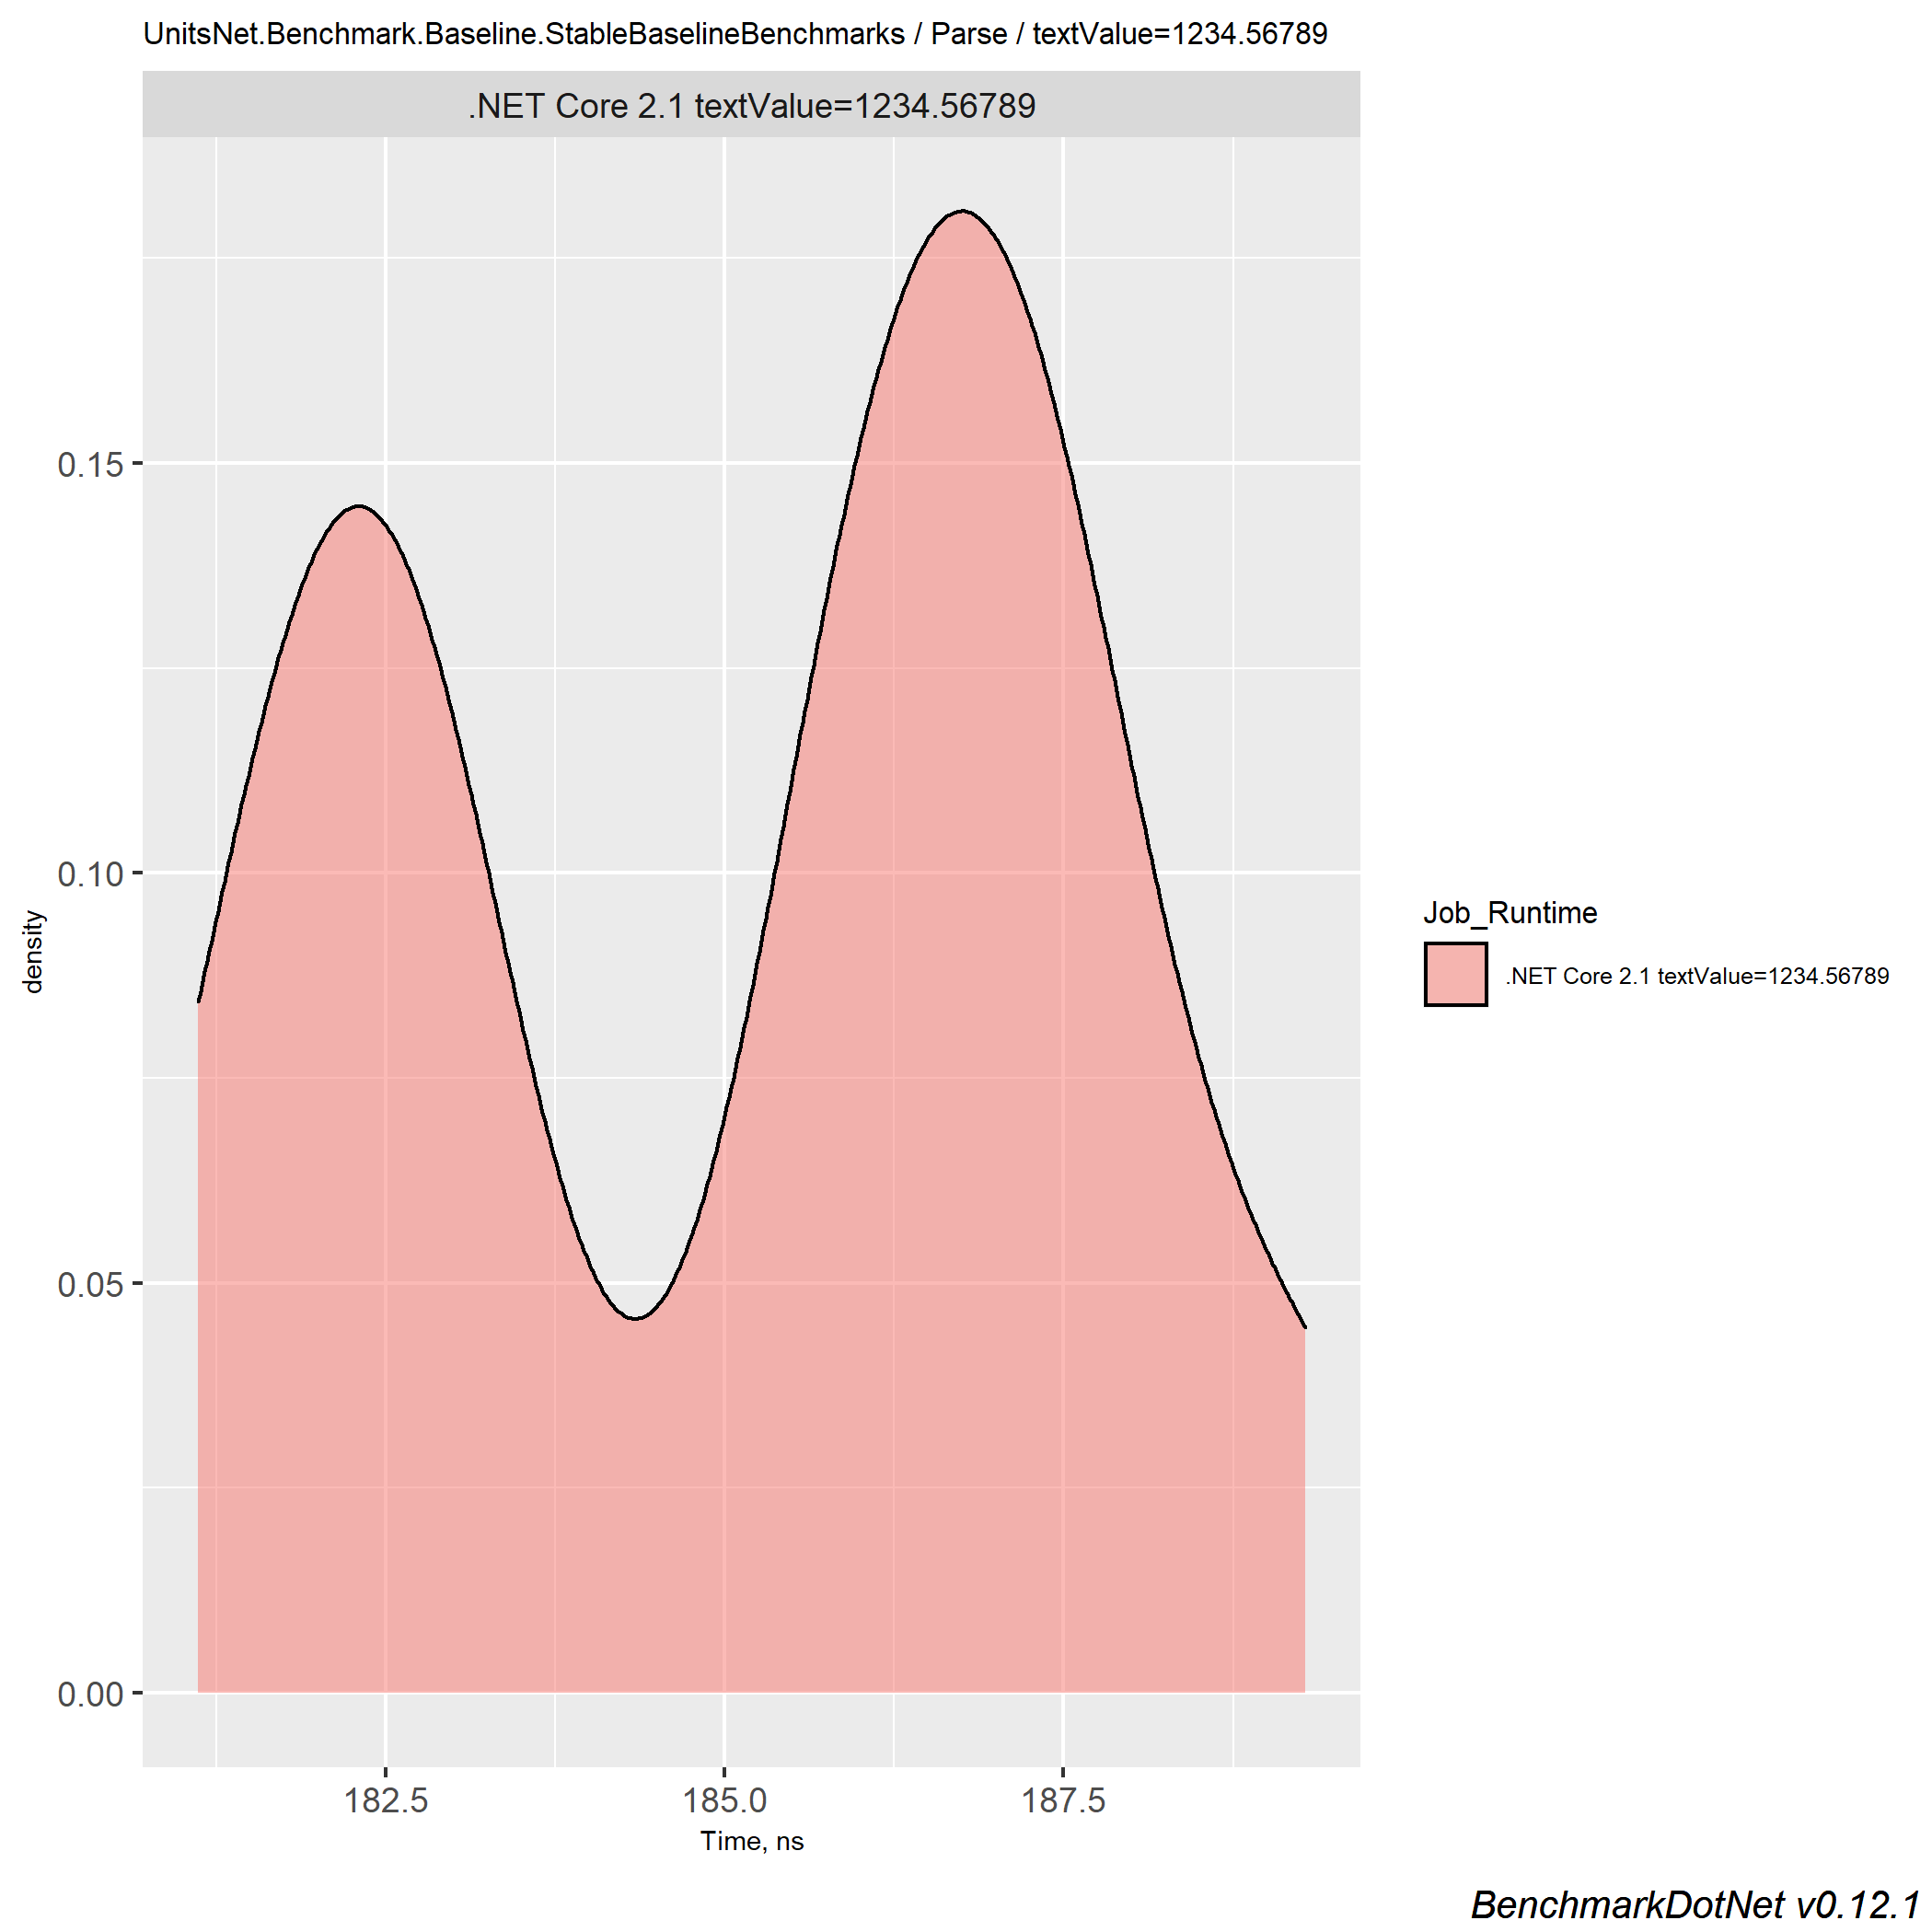 UnitsNet.Benchmark.Baseline.StableBaselineBenchmarks / Parse / textValue=1234.56789
.NET Core 2.1 textValue=1234.56789
0.15
0.10
0.05
0.00
density
182.5 185.0 187.5
Time, ns
Job_Runtime
.NET Core 2.1 textValue=1234.56789
BenchmarkDotNet v0.12.1